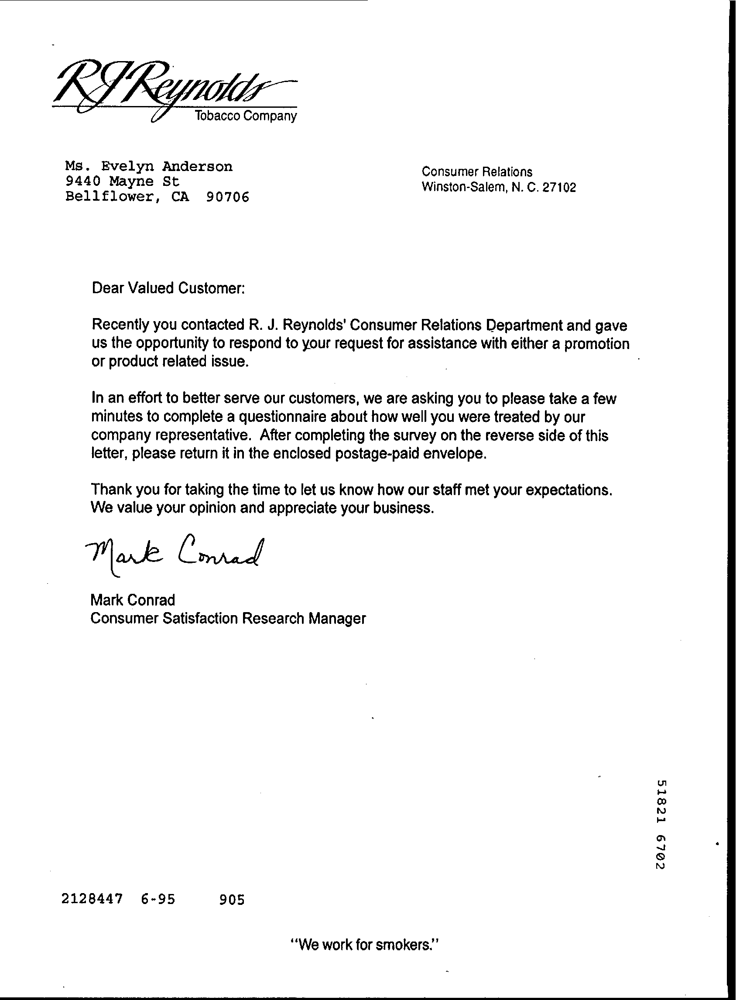 RJReynolds
Tobacco Company
Ms. Evelyn Anderson
9440 Mayne St
Bellflower, CA 90706
Consumer Relations
Winston-Salem, N. C. 27102
Dear Valued Customer:
Recently you contacted R. J. Reynolds' Consumer Relations Department and gave
us the opportunity to respond to your request for assistance with either a promotion
or product related issue.
In an effort to better serve our customers, we are asking you to please take a few
minutes to complete a questionnaire about how well you were treated by our
company representative. After completing the survey on the reverse side of this
letter, please return it in the enclosed postage-paid envelope.
Thank you for taking the time to let us know how our staff met your expectations.
We value your opinion and appreciate your business.
Mark Conrad
Mark Conrad
Consumer Satisfaction Research Manager
51821 6702
2128447 6-95 905
"We work for smokers."